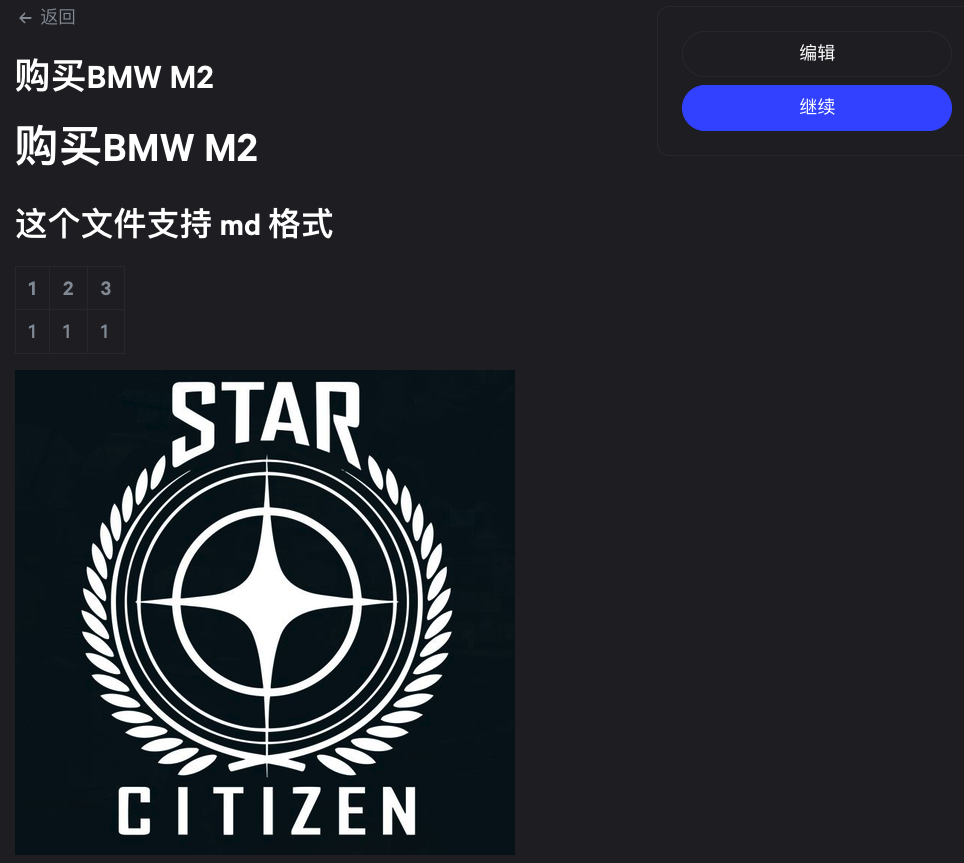 ← 返回
编辑
继续
购买BMW M2
购买BMW M2
这个文件支持 md 格式
1 2 3
1 1 1
STAR
CITIZEN